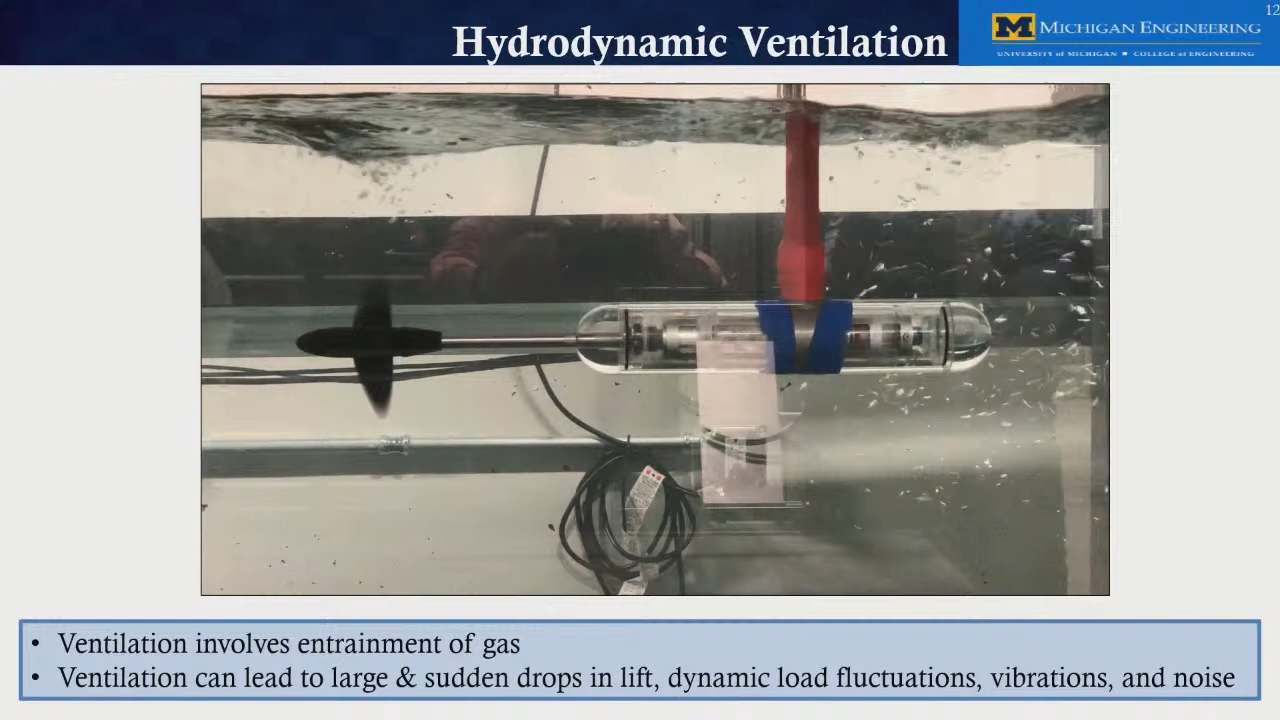 12
Hydrodynamic Ventilation
M MICHIGAN ENGINEERING
UNIVERSITY of MICHIGAN ▪ COLLEGE of ENGINEERING
• Ventilation involves entrainment of gas
• Ventilation can lead to large & sudden drops in lift, dynamic load fluctuations, vibrations, and noise